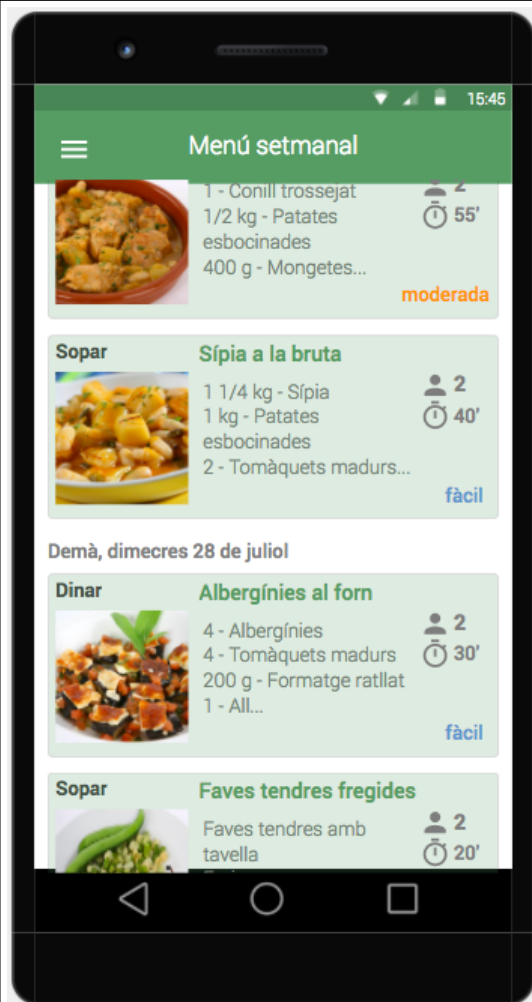 15:45
Menú setmanal
1 - Conill trossejat
1/2 kg - Patates
esbocinades
400 g - Mongetes...
2
55’
moderada
Sopar
Sípia a la bruta
1 1/4 kg - Sípia
1 kg - Patates
esbocinades
2 - Tomàquets madurs...
2
40’
fàcil
Demà, dimecres 28 de juliol
Dinar
Albergínies al forn
4 - Albergínies
4 - Tomàquets madurs
200 g - Formatge ratllat
1 - All...
2
30’
fàcil
Sopar
Faves tendres fregides
Faves tendres amb
tavella
2
20’